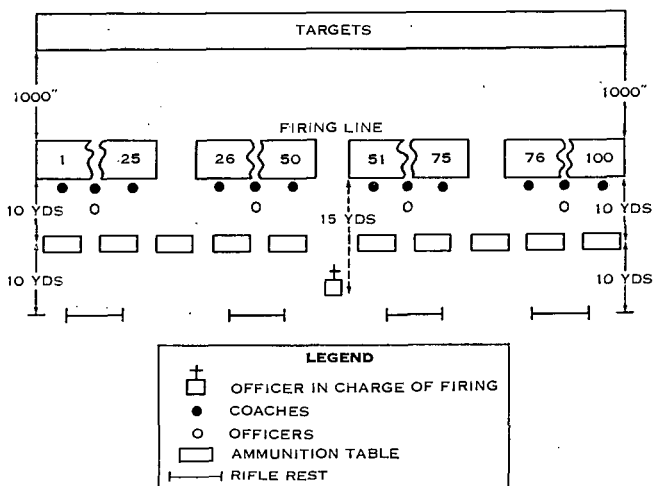 TARGETS
1000"
1000"
FIRING LINE
1 25 26 50 51 75 76 100
10 YDS
15 YDS
10 YDS
10 YDS
10 YDS
LEGEND
OFFICER IN CHARGE OF FIRING
COACHES
OFFICERS
AMMUNITION TABLE
RIFLE REST